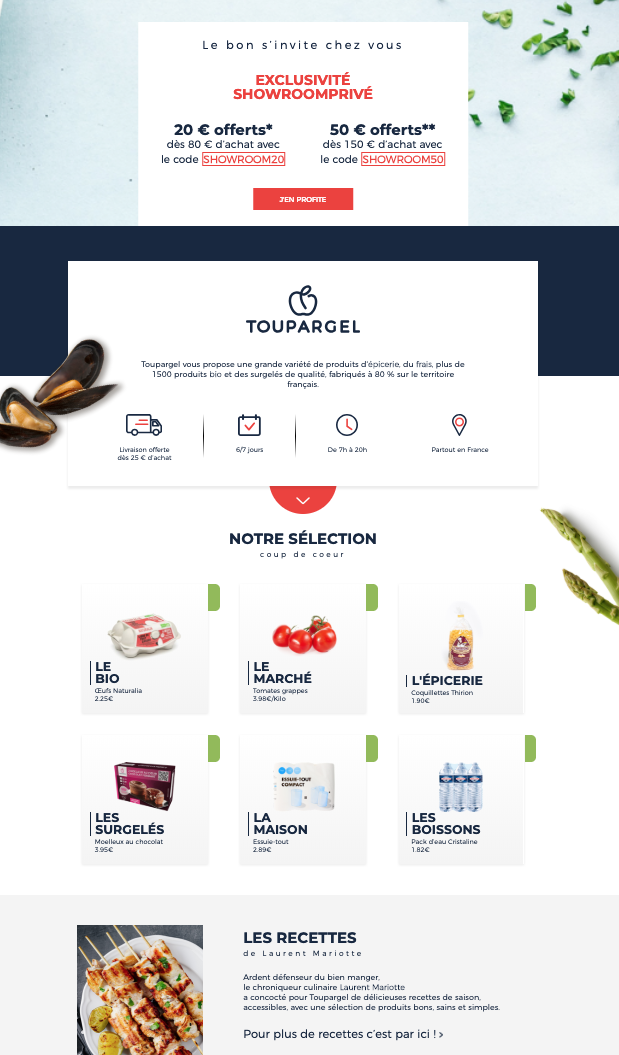 Le bon s'invite chez vous
EXCLUSIVITÉ
SHOWROOMPRIVÉ
20 € offerts*
dès 80 € d'achat avec
le code SHOWROOM20
50 € offerts**
dès 150 € d'achat avec
le code SHOWROOM50
J'EN PROFITE
TOUPARGEL
Toupargel vous propose une grande variété de produits d'épicerie, du frais, plus de
1500 produits bio et des surgelés de qualité, fabriqués à 80 % sur le territoire
français.
Livraison offerte
dès 25 € d'achat
6/7 jours
De 7h à 20h
Partout en France
NOTRE SÉLECTION
coup de coeur
LE
BIO
Œufs Naturalia
2.25€
LE
MARCHÉ
Tomates grappes
3.98€/Kilo
L'ÉPICERIE
Coquillettes Thirion
1.90€
LES
SURGELÉS
Moelleux au chocolat
3.95€
ESSUIE-TOUT
COMPACT
LA
MAISON
Essuie-tout
2.89€
LES
BOISSONS
Pack d'eau Cristaline
1.82€
LES RECETTES
de Laurent Mariotte
Ardent défenseur du bien manger,
le chroniqueur culinaire Laurent Mariotte
a concocté pour Toupargel de délicieuses recettes de saison,
accessibles, avec une sélection de produits bons, sains et simples.
Pour plus de recettes c'est par ici ! >